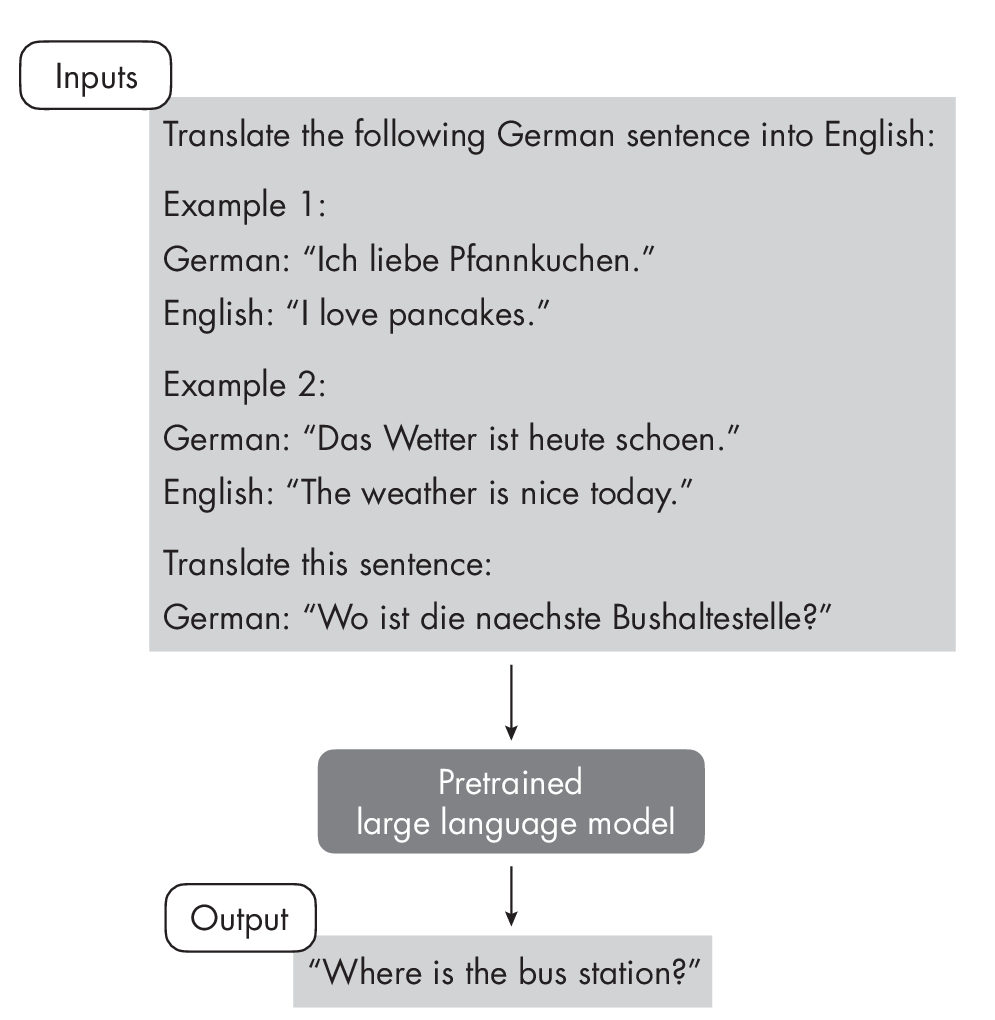 Inputs
Translate the following German sentence into English:
Example 1:
German: “Ich liebe Pfannkuchen.”
English: “I love pancakes.”
Example 2:
German: “Das Wetter ist heute schoen.”
English: “The weather is nice today.”
Translate this sentence:
German: “Wo ist die naechste Bushaltestelle?”
Pretrained
large language model
Output
“Where is the bus station?”